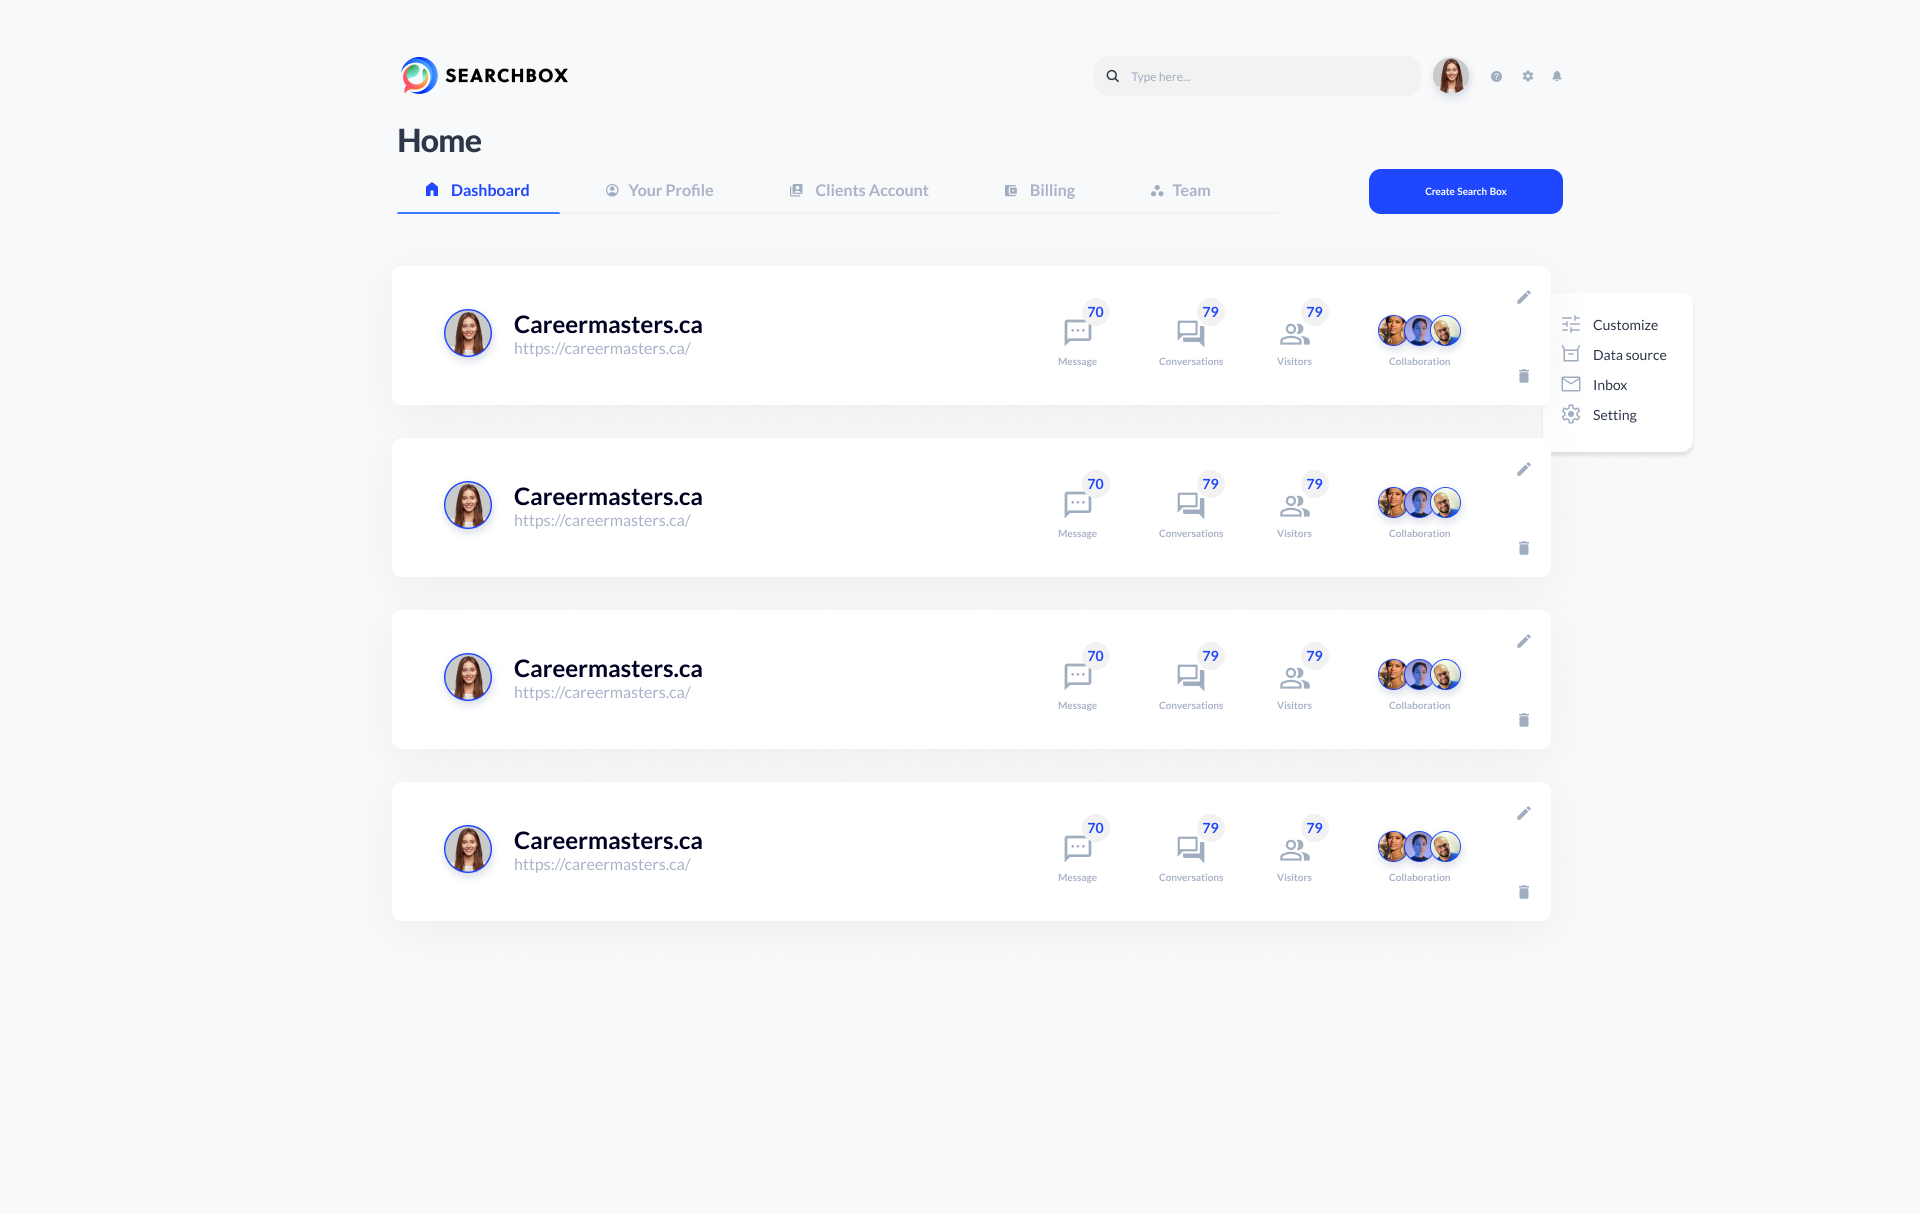 SEARCHBOX
Type here...
Home
Dashboard
Your Profile
Clients Account
Billing
Team
Create Search Box
Careermasters.ca
https://careermasters.ca/
70
Message
79
Conversations
79
Visitors
Collaboration
Customize
Data source
Inbox
Setting
Careermasters.ca
https://careermasters.ca/
70
Message
79
Conversations
79
Visitors
Collaboration
Careermasters.ca
https://careermasters.ca/
70
Message
79
Conversations
79
Visitors
Collaboration
Careermasters.ca
https://careermasters.ca/
70
Message
79
Conversations
79
Visitors
Collaboration